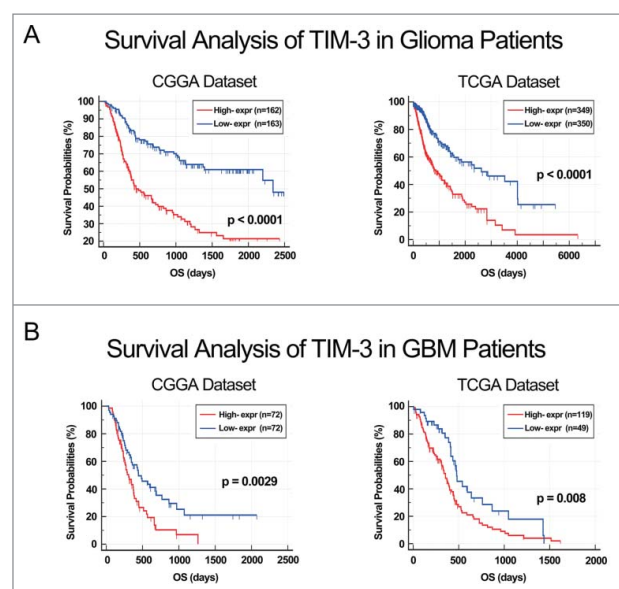 A
Survival Analysis of TIM-3 in Glioma Patients
CGGA Dataset
Survival Probabilities (%)
100
90
80
70
60
50
40
30
20
High- expr (n=162)
Low- expr (n=163)
p < 0.0001
0 500 1000 1500 2000 2500
OS (days)
TCGA Dataset
Survival Probabilities (%)
100
80
60
40
20
0
High- expr (n=349)
Low- expr (n=350)
p < 0.0001
0 2000 4000 6000
OS (days)
B
Survival Analysis of TIM-3 in GBM Patients
CGGA Dataset
Survival Probabilities (%)
100
80
60
40
20
0
High- expr (n=72)
Low- expr (n=72)
p = 0.0029
0 500 1000 1500 2000 2500
OS (days)
TCGA Dataset
Survival Probabilities (%)
100
80
60
40
20
0
High- expr (n=119)
Low- expr (n=49)
p = 0.008
0 500 1000 1500 2000
OS (days)